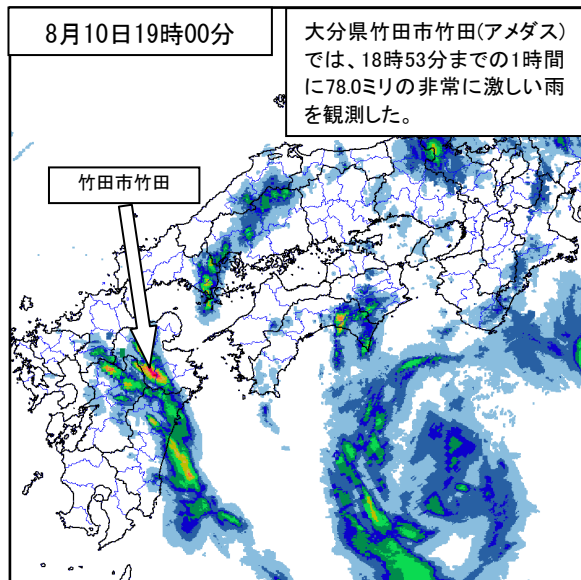 8月10日19時00分
大分県竹田市竹田(アメダス)
では、18時53分までの1時間
に78.0ミリの非常に激しい雨
を観測した。
竹田市竹田